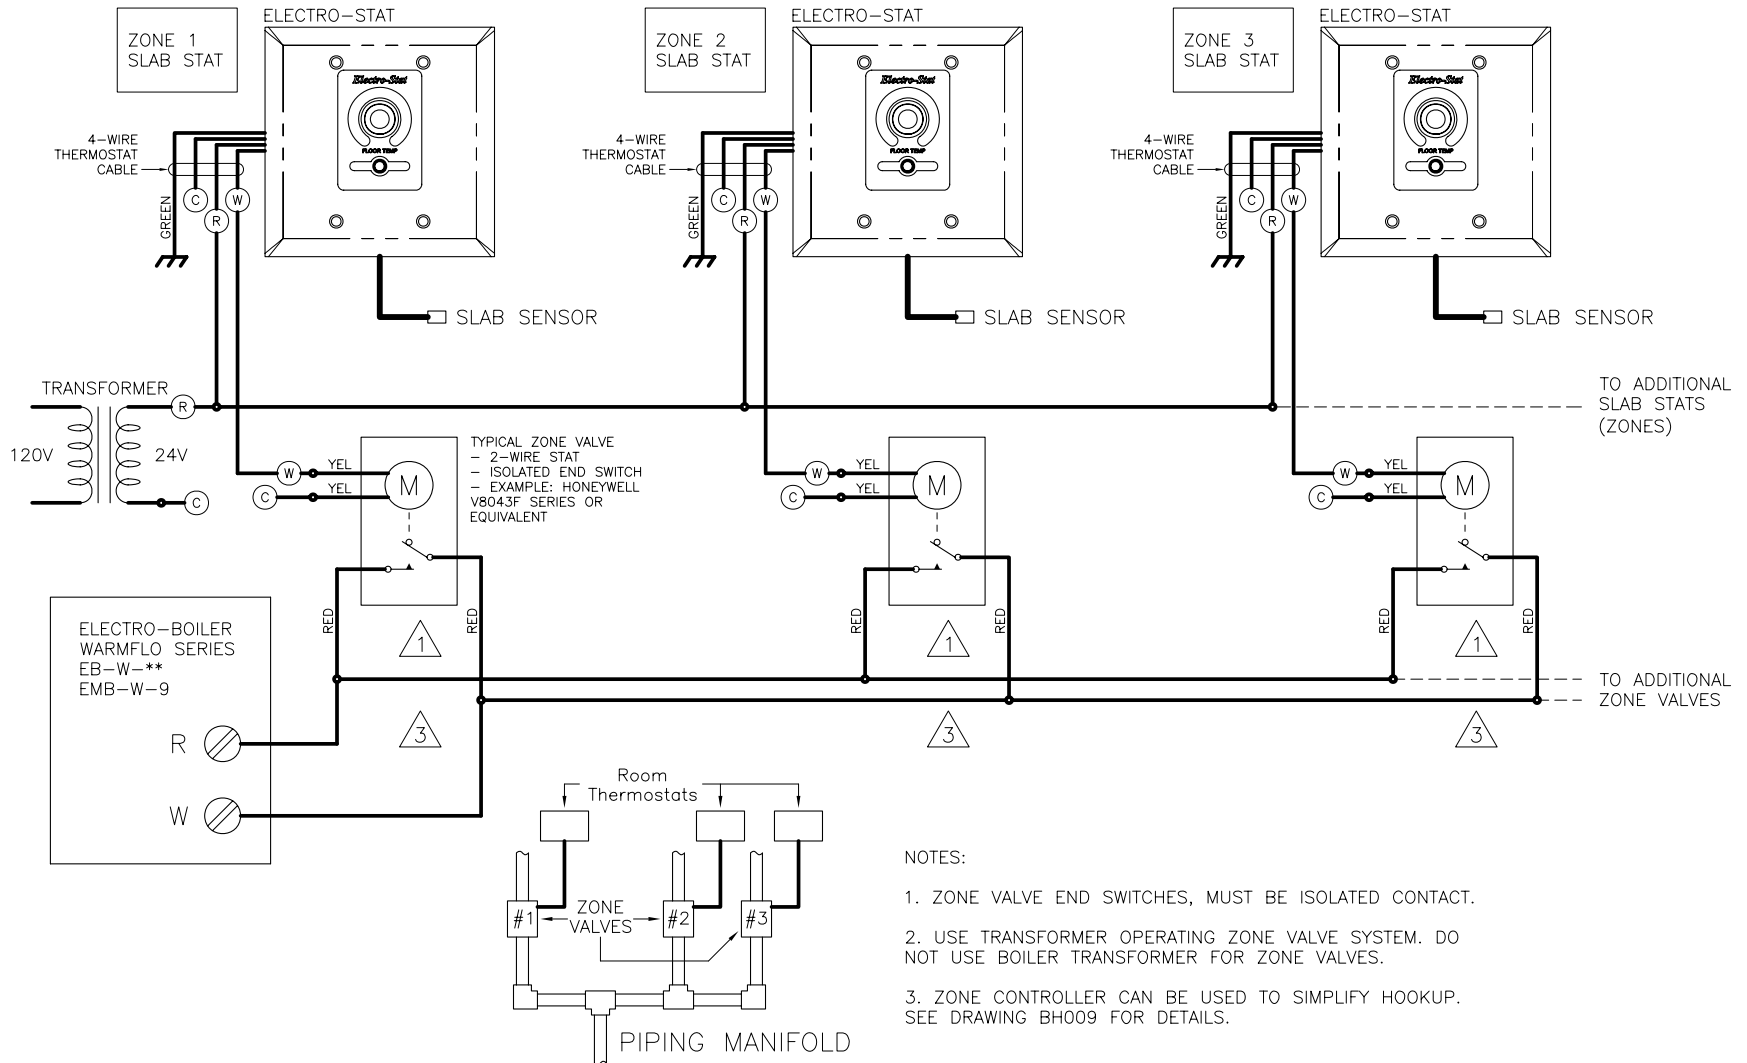 ZONE 1
SLAB STAT
ELECTRO-STAT
Electro-Stat
FLOOR TEMP
4-WIRE
THERMOSTAT
CABLE
GREEN
C
R
W
SLAB SENSOR
ZONE 2
SLAB STAT
ELECTRO-STAT
Electro-Stat
FLOOR TEMP
4-WIRE
THERMOSTAT
CABLE
GREEN
C
R
W
SLAB SENSOR
ZONE 3
SLAB STAT
ELECTRO-STAT
Electro-Stat
FLOOR TEMP
4-WIRE
THERMOSTAT
CABLE
GREEN
C
R
W
SLAB SENSOR
TRANSFORMER
120V
24V
R
C
TO ADDITIONAL
SLAB STATS
(ZONES)
W
YEL
C
YEL
M
TYPICAL ZONE VALVE
- 2-WIRE STAT
- ISOLATED END SWITCH
- EXAMPLE: HONEYWELL
V8043F SERIES OR
EQUIVALENT
RED
RED
1
3
W
YEL
C
YEL
M
RED
RED
1
3
W
YEL
C
YEL
M
RED
RED
1
3
TO ADDITIONAL
ZONE VALVES
ELECTRO-BOILER
WARMFLO SERIES
EB-W-**
EMB-W-9
R
W
Room
Thermostats
#1
ZONE
VALVES
#2
#3
PIPING MANIFOLD
NOTES:
1. ZONE VALVE END SWITCHES, MUST BE ISOLATED CONTACT.
2. USE TRANSFORMER OPERATING ZONE VALVE SYSTEM. DO
NOT USE BOILER TRANSFORMER FOR ZONE VALVES.
3. ZONE CONTROLLER CAN BE USED TO SIMPLIFY HOOKUP.
SEE DRAWING BH009 FOR DETAILS.